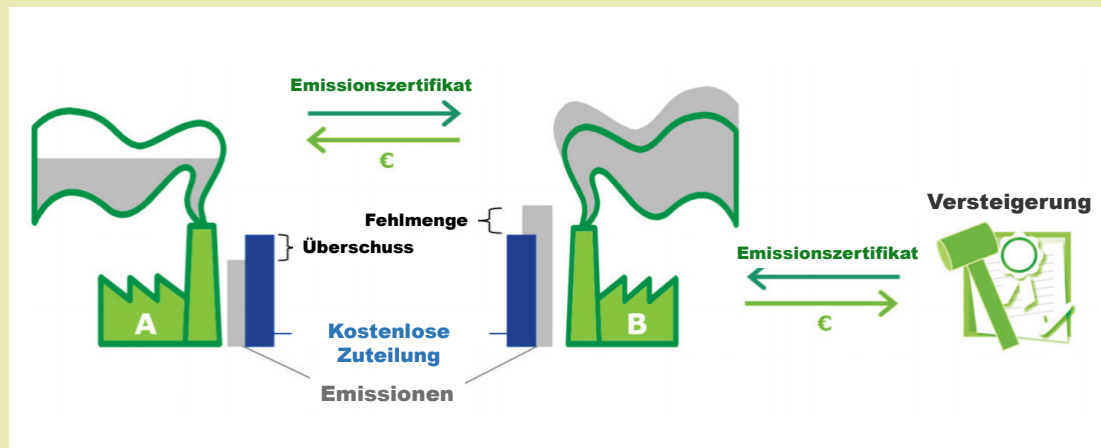 Emissionszertifikat
€
Versteigerung
Fehlmenge
Überschuss
Emissionszertifikat
€
A
B
Kostenlose
Zuteilung
Emissionen